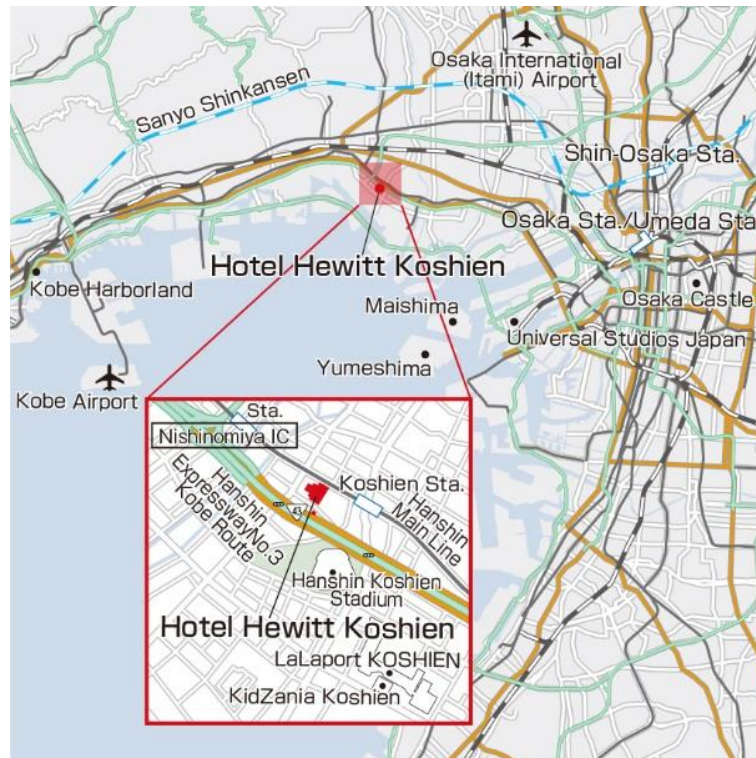 Osaka International
(Itami) Airport
Sanyo Shinkansen
Shin-Osaka Sta.
Osaka Sta./Umeda Sta
Hotel Hewitt Koshien
Kobe Harborland
Osaka Castle
Maishima
Universal Studios Japan
Yumeshima
Kobe Airport
Sta.
Nishinomiya IC
Koshien Sta.
Hanshin
Main Line
Hanshin
ExpresswayNo.3
Kobe Route
43
Hanshin Koshien
Stadium
Hotel Hewitt Koshien
LaLaport KOSHIEN
KidZania Koshien